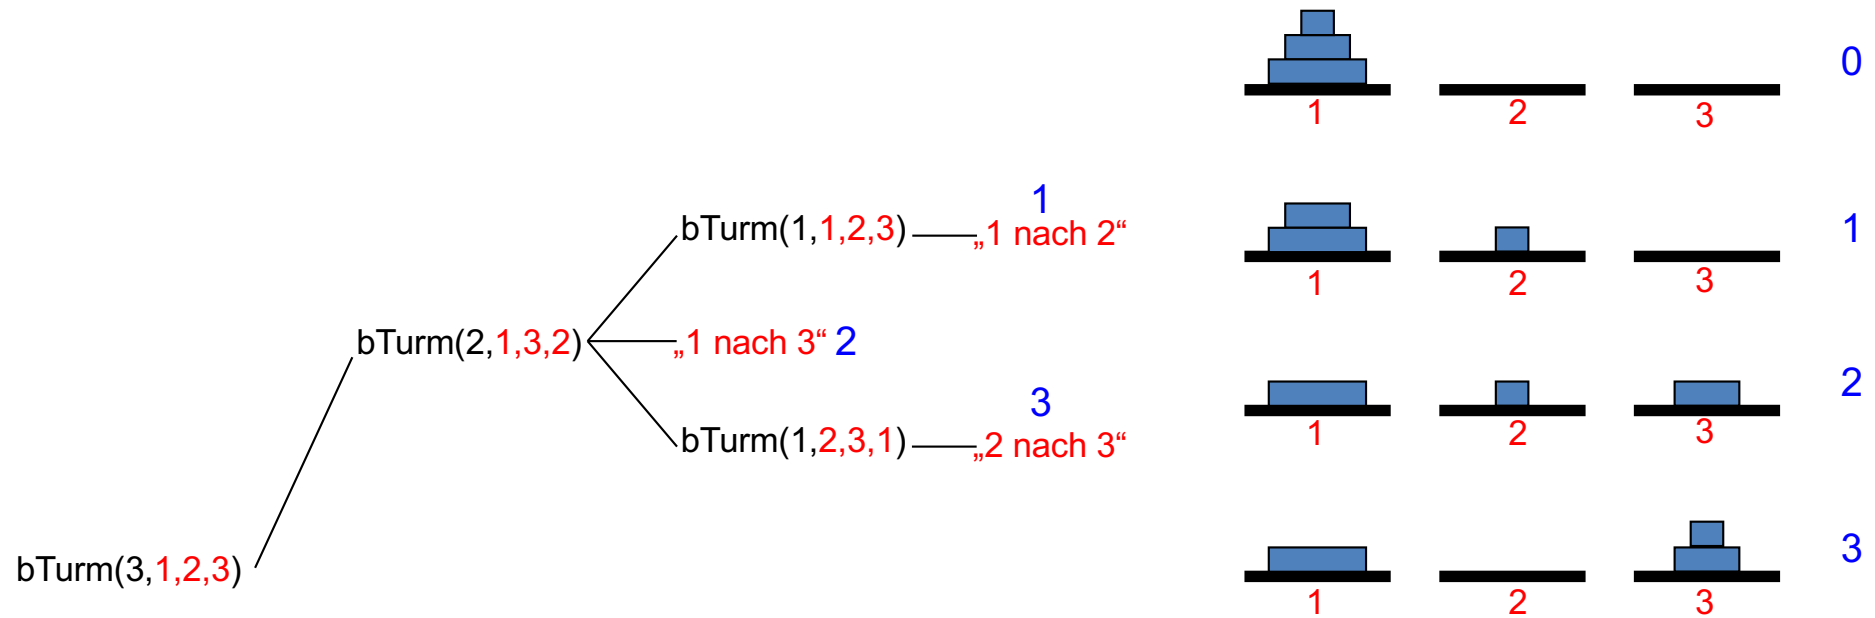 0
1 2 3
1
bTurm(1,1,2,3) „1 nach 2“
1
1 2 3
bTurm(2,1,3,2) „1 nach 3“ 2
2
1 2 3
3
bTurm(1,2,3,1) „2 nach 3“
3
bTurm(3,1,2,3)
1 2 3